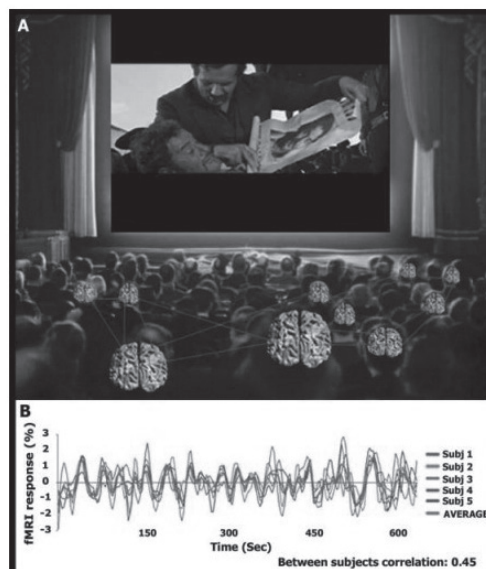 A
B
fMRI response (%)
3
2
1
0
-1
-2
-3
150 300 450 600
Time (Sec)
Subj 1
Subj 2
Subj 3
Subj 4
Subj 5
AVERAGE
Between subjects correlation: 0.45